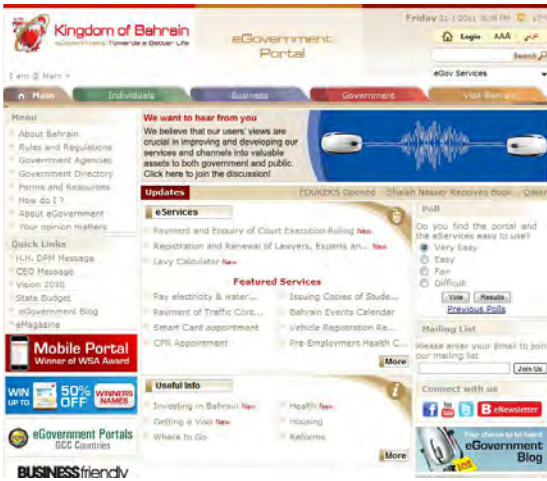 Kingdom of Bahrain
eGovernment Towards a Better Life
eGovernment
Portal
Friday 21-1-2011
Login AAA عربي
Search
I am @ Main
eGov Services
Main Individuals Business Government Visit Bahrain
Menu
About Bahrain
Rules and Regulations
Government Agencies
Government Directory
Forms and Resources
How do I ?
About eGovernment
Your opinion matters
Quick Links
H.H. DPM Message
CEO Message
Vision 2030
State Budget
eGovernment Blog
eMagazine
Mobile Portal
Winner of WSA Award
WIN UP TO 50% OFF WINNERS NAMES
eGovernment Portals
GCC Countries
BUSINESS friendly
We want to hear from you
We believe that our users' views are
crucial in improving and developing our
services and channels into valuable
assets to both government and public.
Click here to join the discussion!
Updates EDUKEKS Opened Shaikh Nasser Receives Book Qatar
eServices
Payment and Enquiry of Court Execution Ruling New
Registration and Renewal of Lawyers, Experts an... New
Levy Calculator New
Featured Services
Pay electricity & water... Issuing Copies of Stude...
Payment of Traffic Cont... Bahrain Events Calendar
Smart Card appointment Vehicle Registration Re...
CPR Appointment Pre-Employment Health C...
More
Useful Info
Investing in Bahrain New Health New
Getting a Visa New Housing
Where to Go Reforms
More
Poll
Do you find the portal and
the eServices easy to use?
Very Easy
Easy
Fair
Difficult
Vote Results
Previous Polls
Mailing List
Please enter your Email to join
our mailing list
Join Us
Connect with us
eNewsletter
Your chance to be heard
eGovernment
Blog